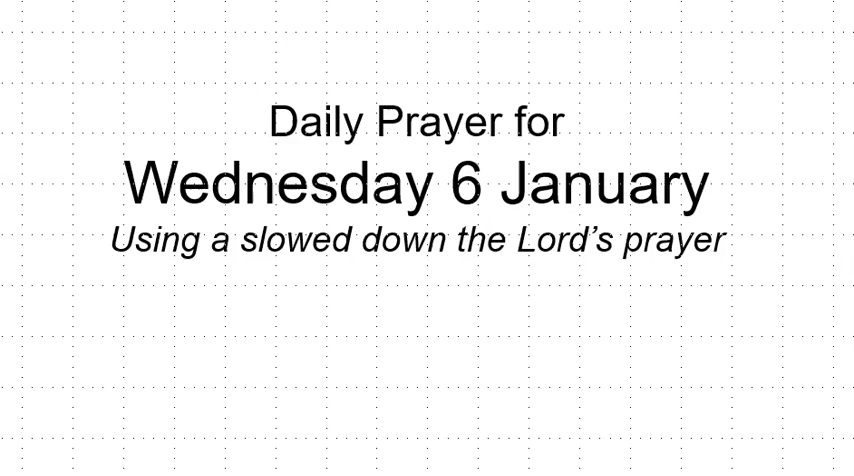 Daily Prayer for
Wednesday 6 January
Using a slowed down the Lord’s prayer